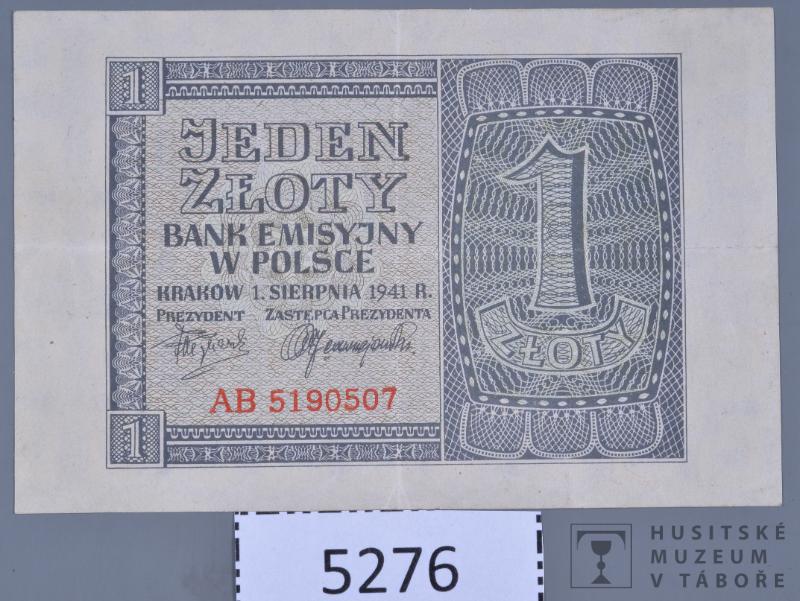 1
JEDEN
ZŁOTY
BANK EMISYJNY
W POLSCE
KRAKÓW 1. SIERPNIA 1941 R.
PREZYDENT ZASTĘPCA PREZYDENTA
AB 5190507
1
1
ZŁOTY
5276
HUSITSKÉ
MUZEUM
V TÁBOŘE